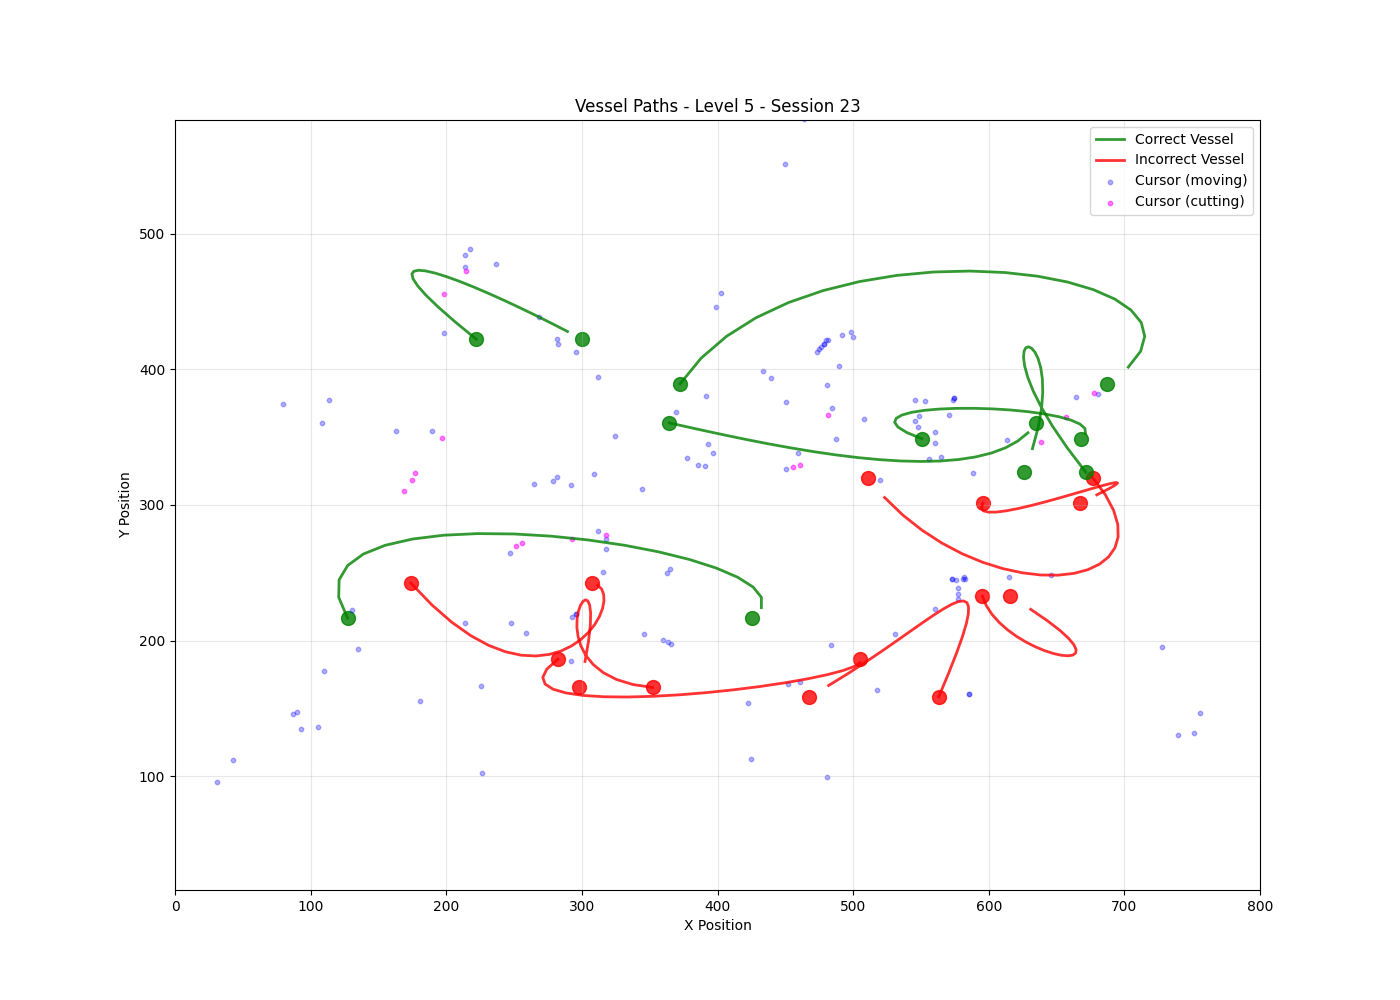 Vessel Paths - Level 5 - Session 23
Correct Vessel
Incorrect Vessel
Cursor (moving)
Cursor (cutting)
500
400
300
200
100
Y Position
0 100 200 300 400 500 600 700 800
X Position